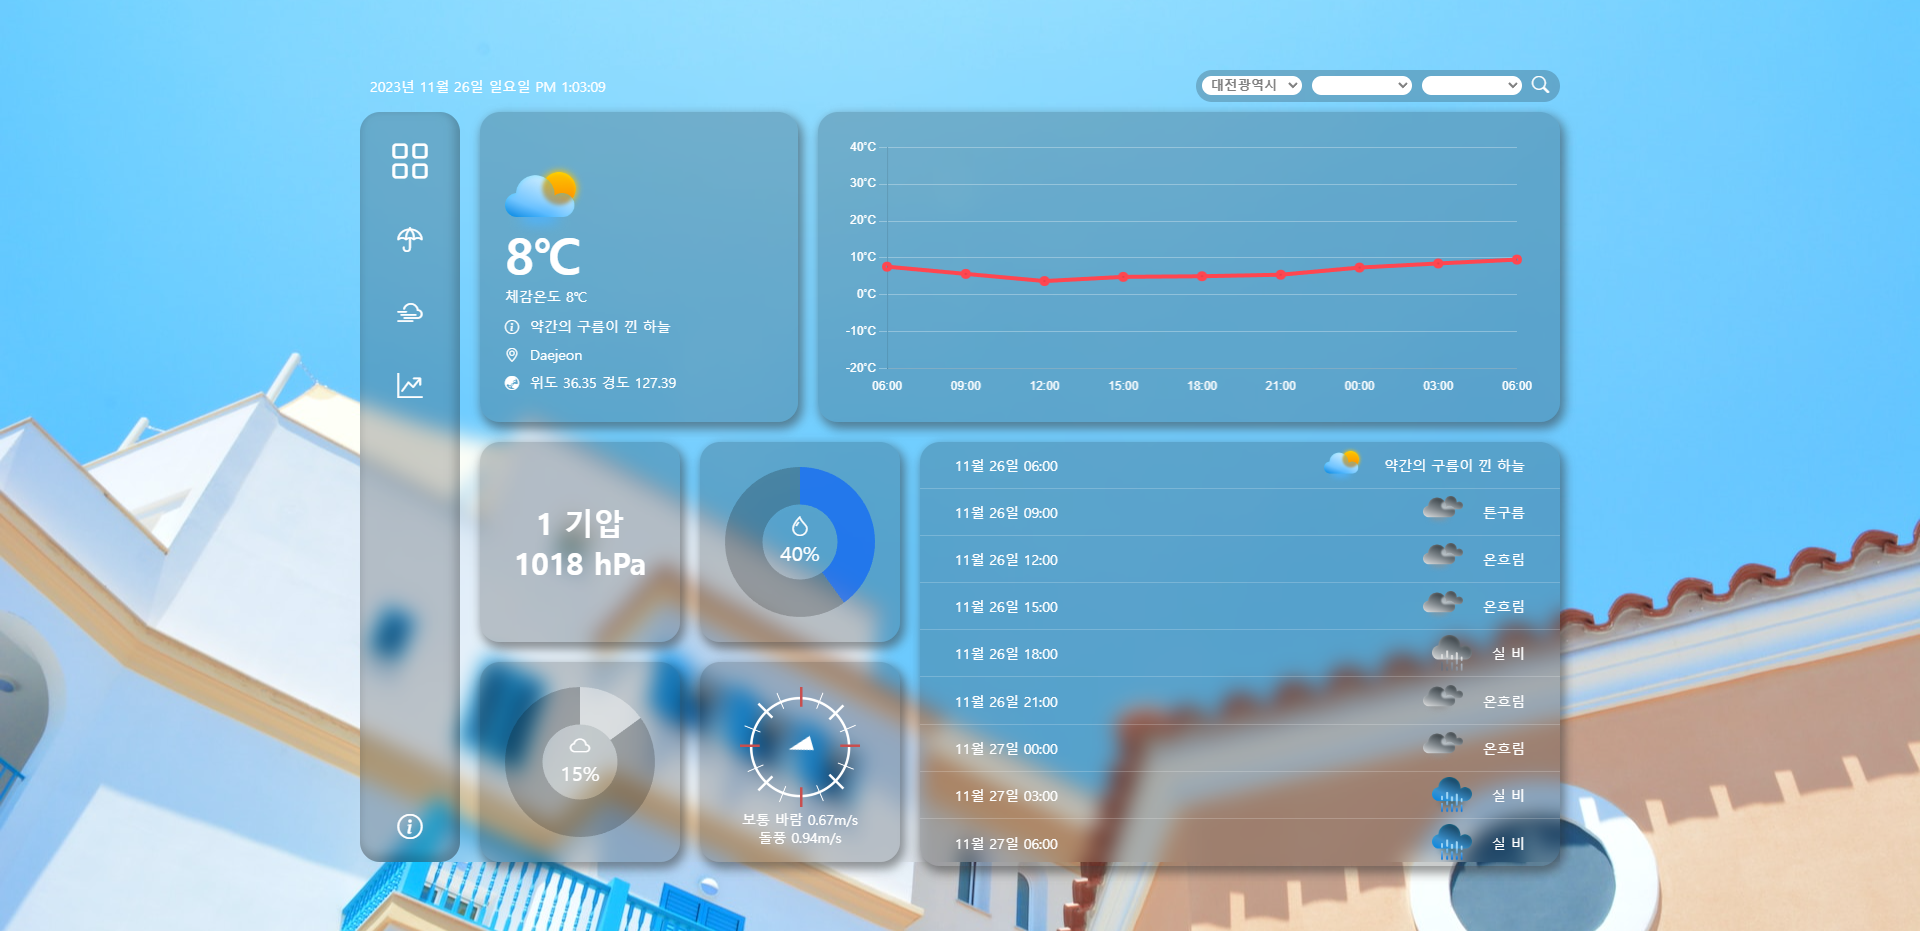 2023년 11월 26일 일요일 PM 1:03:09
대전광역시
8℃
체감온도 8℃
약간의 구름이 낀 하늘
Daejeon
위도 36.35 경도 127.39
40°C
30°C
20°C
10°C
0°C
-10°C
-20°C
06:00 09:00 12:00 15:00 18:00 21:00 00:00 03:00 06:00
1 기압
1018 hPa
40%
15%
보통 바람 0.67m/s
돌풍 0.94m/s
11월 26일 06:00 약간의 구름이 낀 하늘
11월 26일 09:00 튼구름
11월 26일 12:00 온흐림
11월 26일 15:00 온흐림
11월 26일 18:00 실 비
11월 26일 21:00 온흐림
11월 27일 00:00 온흐림
11월 27일 03:00 실 비
11월 27일 06:00 실 비